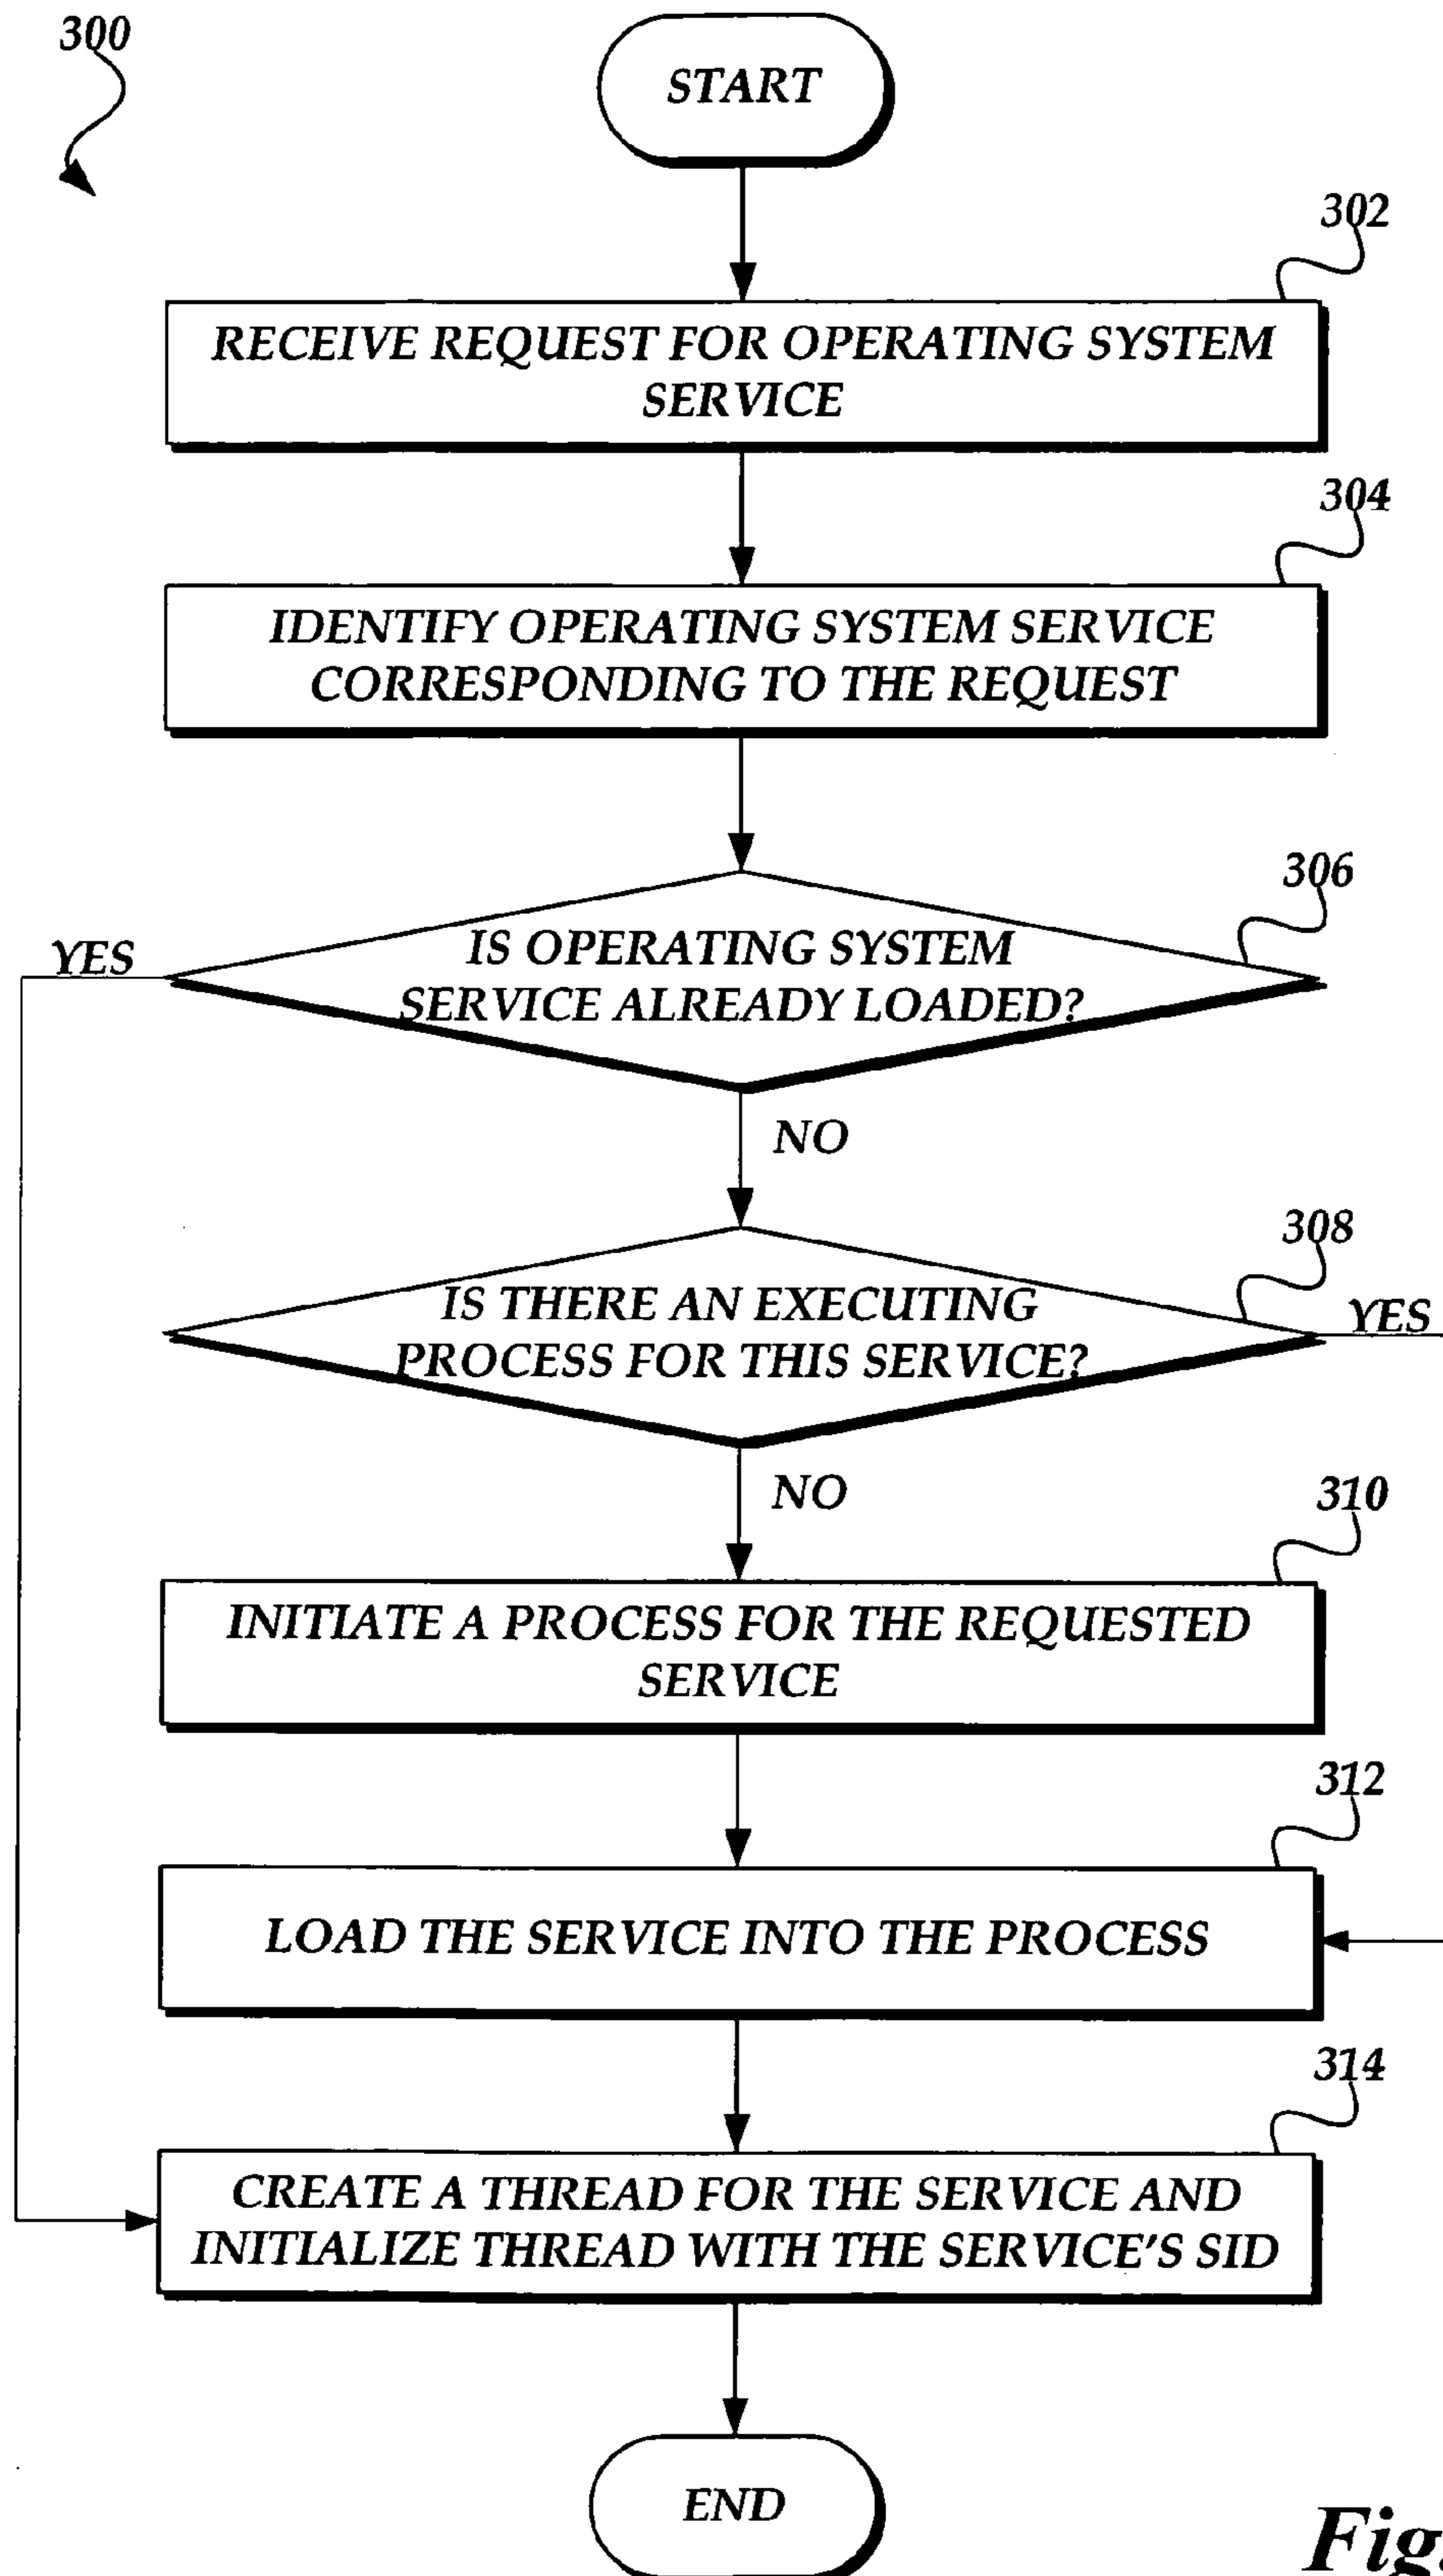 300
START
302
RECEIVE REQUEST FOR OPERATING SYSTEM
SERVICE
304
IDENTIFY OPERATING SYSTEM SERVICE
CORRESPONDING TO THE REQUEST
306
YES
IS OPERATING SYSTEM
SERVICE ALREADY LOADED?
NO
308
IS THERE AN EXECUTING
PROCESS FOR THIS SERVICE?
YES
NO
310
INITIATE A PROCESS FOR THE REQUESTED
SERVICE
312
LOAD THE SERVICE INTO THE PROCESS
314
CREATE A THREAD FOR THE SERVICE AND
INITIALIZE THREAD WITH THE SERVICE'S SID
END
Fig.